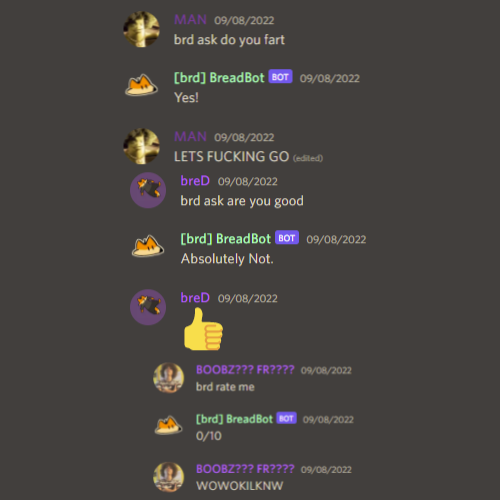 MAN 09/08/2022
brd ask do you fart
[brd] BreadBot BOT 09/08/2022
Yes!
MAN 09/08/2022
LETS FUCKING GO (edited)
breD 09/08/2022
brd ask are you good
[brd] BreadBot BOT 09/08/2022
Absolutely Not.
breD 09/08/2022
BOOBZ??? FR???? 09/08/2022
brd rate me
[brd] BreadBot BOT 09/08/2022
0/10
BOOBZ??? FR???? 09/08/2022
WOWOKILKNW